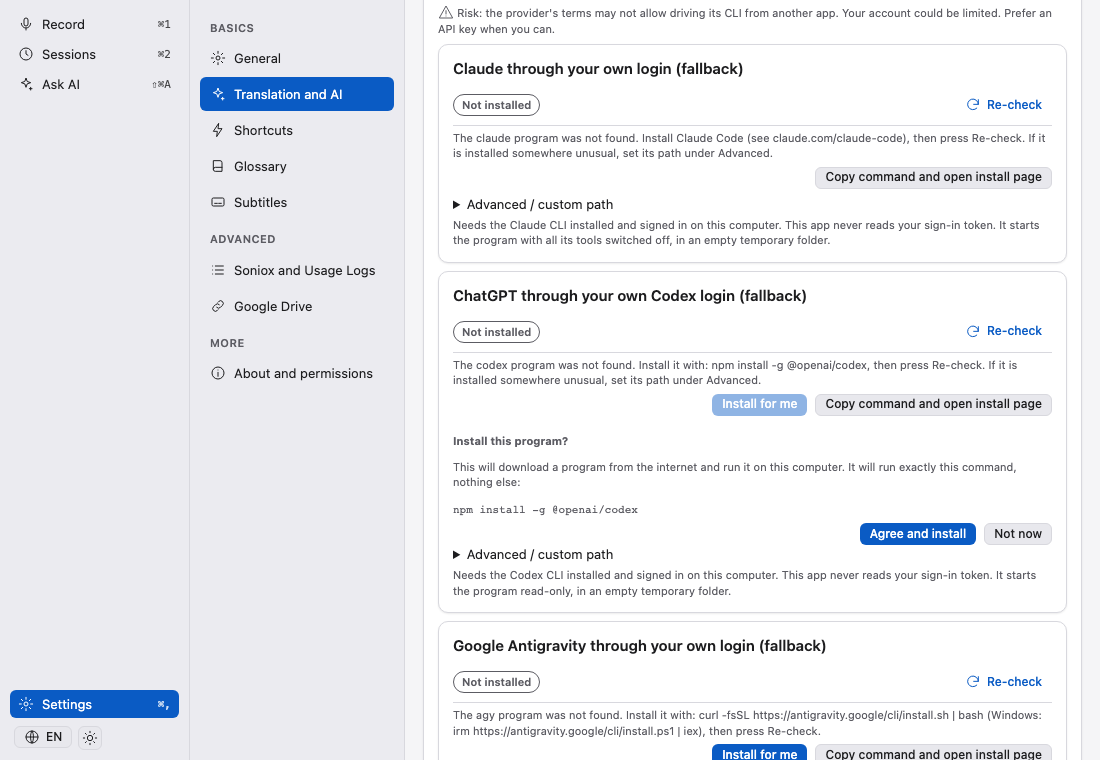 Record ⌘1
Sessions ⌘2
Ask AI ⇧⌘A
Settings ⌘,
EN
BASICS
General
Translation and AI
Shortcuts
Glossary
Subtitles
ADVANCED
Soniox and Usage Logs
Google Drive
MORE
About and permissions
⚠ Risk: the provider's terms may not allow driving its CLI from another app. Your account could be limited. Prefer an
API key when you can.
Claude through your own login (fallback)
Not installed
Re-check
The claude program was not found. Install Claude Code (see claude.com/claude-code), then press Re-check. If it
is installed somewhere unusual, set its path under Advanced.
Copy command and open install page
Advanced / custom path
Needs the Claude CLI installed and signed in on this computer. This app never reads your sign-in token. It starts
the program with all its tools switched off, in an empty temporary folder.
ChatGPT through your own Codex login (fallback)
Not installed
Re-check
The codex program was not found. Install it with: npm install -g @openai/codex, then press Re-check. If it is
installed somewhere unusual, set its path under Advanced.
Install for me
Copy command and open install page
Install this program?
This will download a program from the internet and run it on this computer. It will run exactly this command,
nothing else:
npm install -g @openai/codex
Agree and install
Not now
Advanced / custom path
Needs the Codex CLI installed and signed in on this computer. This app never reads your sign-in token. It starts
the program read-only, in an empty temporary folder.
Google Antigravity through your own login (fallback)
Not installed
Re-check
The agy program was not found. Install it with: curl -fsSL https://antigravity.google/cli/install.sh | bash (Windows:
irm https://antigravity.google/cli/install.ps1 | iex), then press Re-check.
Install for me
Copy command and open install page